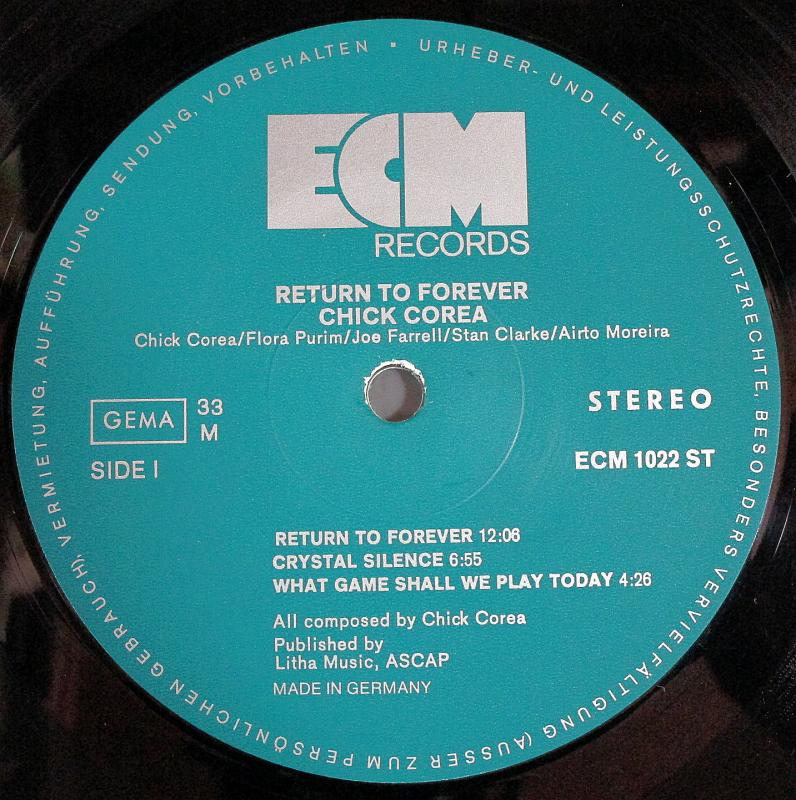 URHEBER- UND LEISTUNGSSCHUTZRECHTE, BESONDERS VERVIELFÄLTIGUNG (AUSSER ZUM PERSÖNLICHEN GEBRAUCH), VERMIETUNG, AUFFÜHRUNG, SENDUNG, VORBEHALTEN ▪
ECM
RECORDS
RETURN TO FOREVER
CHICK COREA
Chick Corea/Flora Purim/Joe Farrell/Stan Clarke/Airto Moreira
GEMA 33
M
SIDE I
STEREO
ECM 1022 ST
RETURN TO FOREVER 12:06
CRYSTAL SILENCE 6:55
WHAT GAME SHALL WE PLAY TODAY 4:26
All composed by Chick Corea
Published by
Litha Music, ASCAP
MADE IN GERMANY